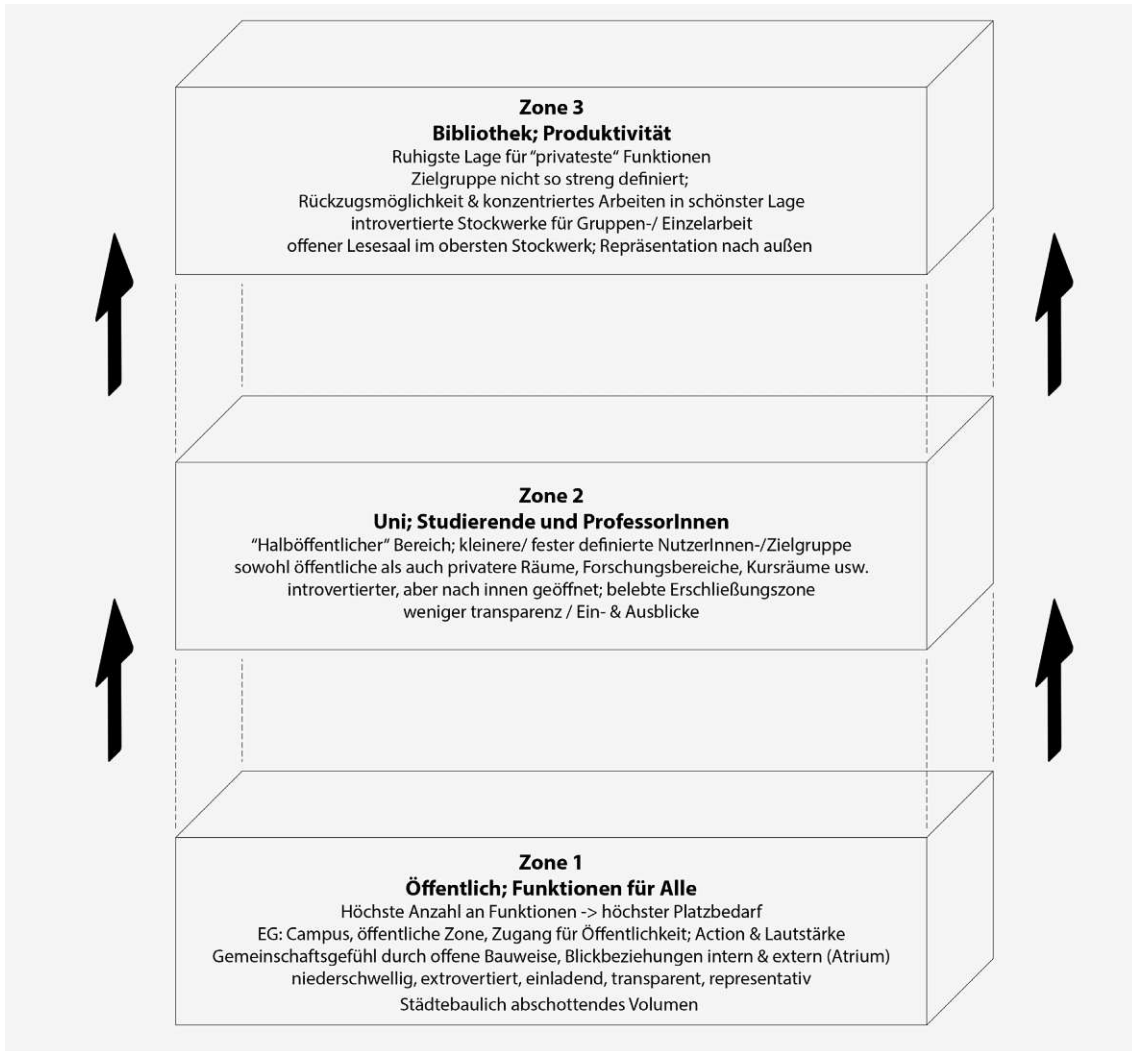 Zone 3
Bibliothek; Produktivität
Ruhigste Lage für “privateste“ Funktionen
Zielgruppe nicht so streng definiert;
Rückzugsmöglichkeit & konzentriertes Arbeiten in schönster Lage
introvertierte Stockwerke für Gruppen-/ Einzelarbeit
offener Lesesaal im obersten Stockwerk; Repräsentation nach außen
Zone 2
Uni; Studierende und ProfessorInnen
“Halböffentlicher“ Bereich; kleinere/ fester definierte NutzerInnen-/Zielgruppe
sowohl öffentliche als auch privatere Räume, Forschungsbereiche, Kursräume usw.
introvertierter, aber nach innen geöffnet; belebte Erschließungszone
weniger transparenz / Ein- & Ausblicke
Zone 1
Öffentlich; Funktionen für Alle
Höchste Anzahl an Funktionen -> höchster Platzbedarf
EG: Campus, öffentliche Zone, Zugang für Öffentlichkeit; Action & Lautstärke
Gemeinschaftsgefühl durch offene Bauweise, Blickbeziehungen intern & extern (Atrium)
niederschwellig, extrovertiert, einladend, transparent, representativ
Städtebaulich abschottendes Volumen